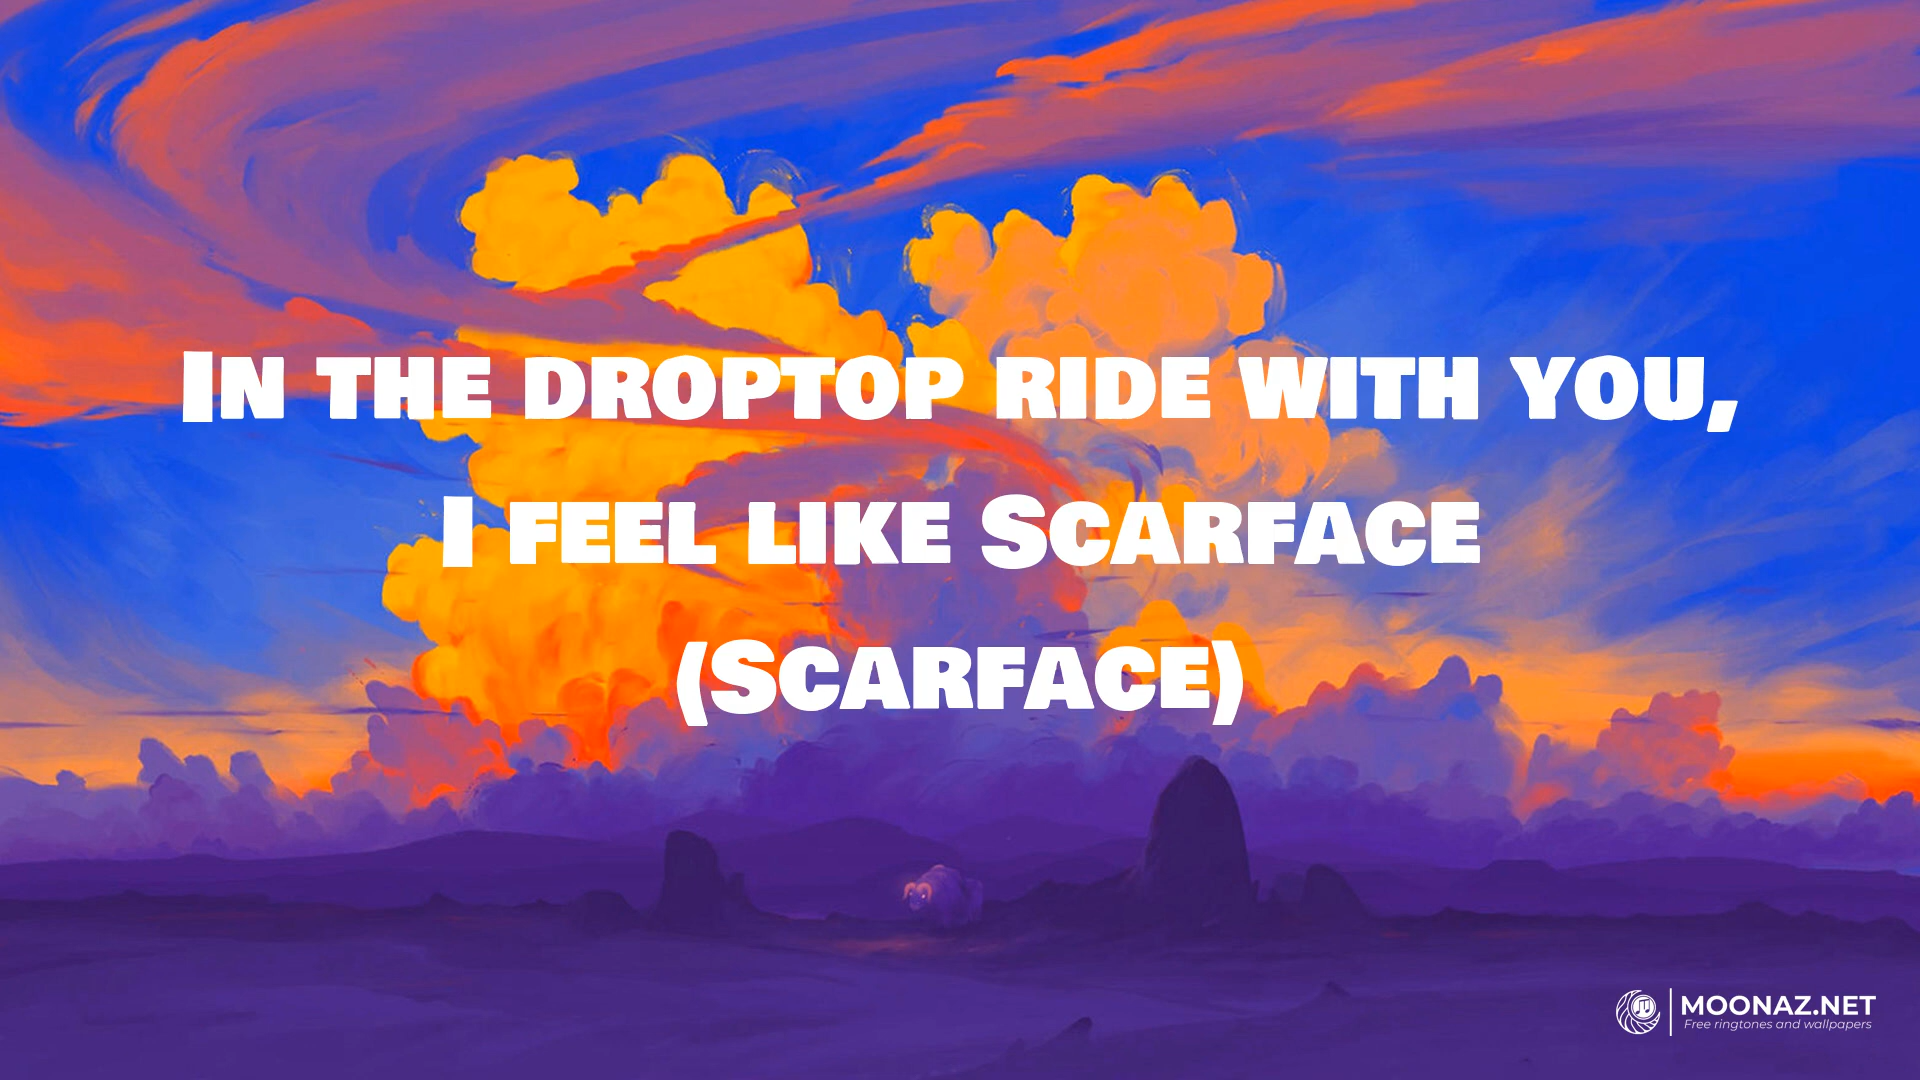 In the droptop ride with you,
I feel like Scarface
(Scarface)
MOONAZ.NET
Free ringtones and wallpapers